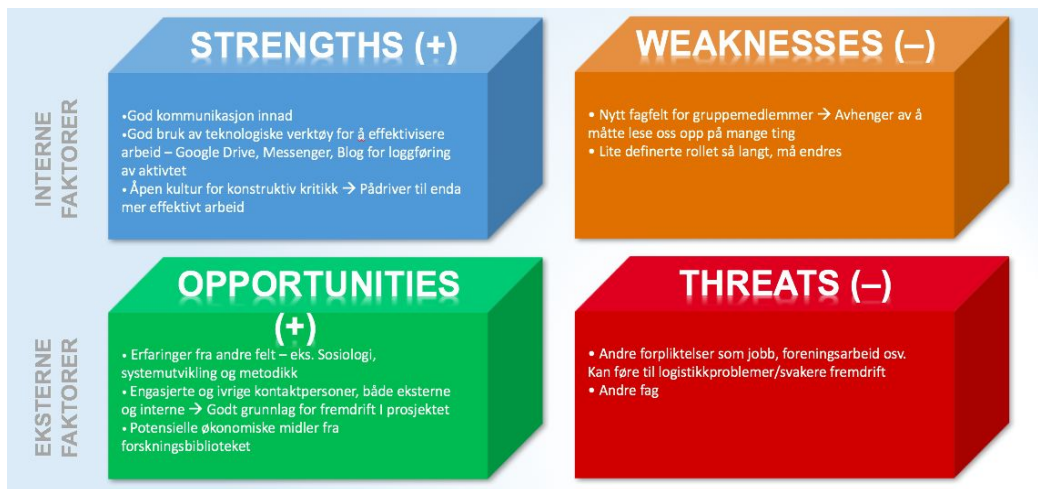 STRENGTHS (+)
WEAKNESSES (–)
INTERNE
FAKTORER
•God kommunikasjon innad
•God bruk av teknologiske verktøy for å effektivisere
arbeid – Google Drive, Messenger, Blog for loggføring
av aktivtet
• Åpen kultur for konstruktiv kritikk → Pådriver til enda
mer effektivt arbeid
• Nytt fagfelt for gruppemedlemmer → Avhenger av å
måtte lese oss opp på mange ting
• Lite definerte rollet så langt, må endres
OPPORTUNITIES
(+)
THREATS (–)
EKSTERNE
FAKTORER
• Erfaringer fra andre felt – eks. Sosiologi,
systemutvikling og metodikk
• Engasjerte og ivrige kontaktpersoner, både eksterne
og interne → Godt grunnlag for fremdrift I prosjektet
• Potensielle økonomiske midler fra
forskningsbiblioteket
• Andre forpliktelser som jobb, foreningsarbeid osv.
Kan føre til logistikkproblemer/svakere fremdrift
• Andre fag